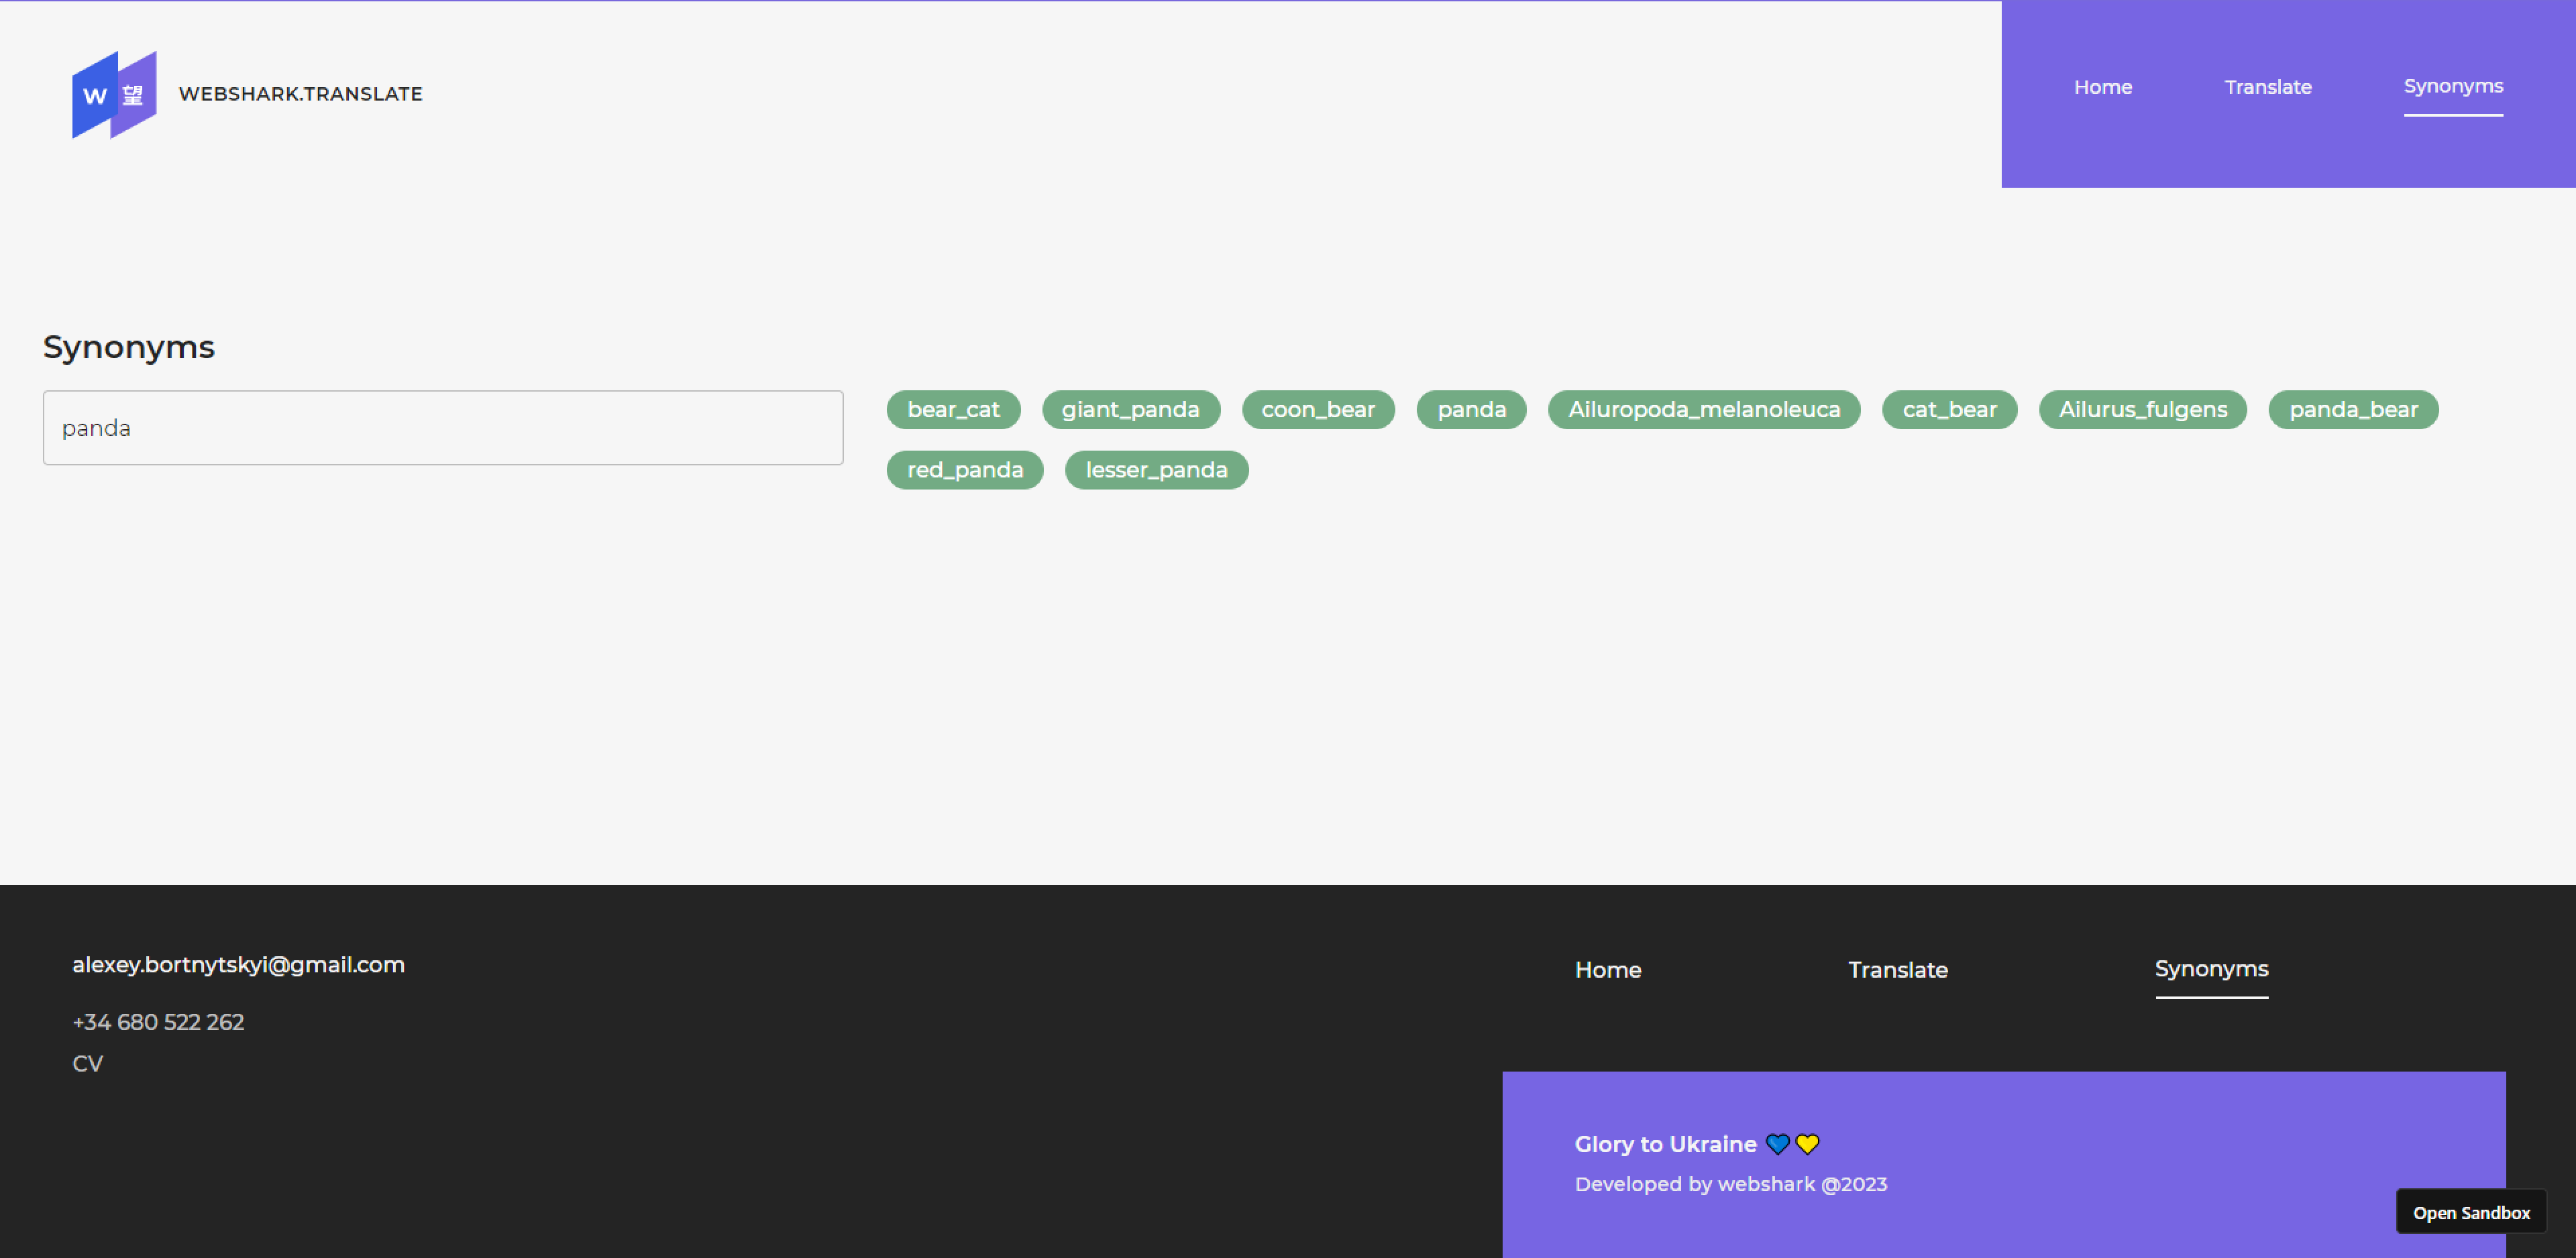 W 望 WEBSHARK.TRANSLATE
Home Translate Synonyms
Synonyms
panda
bear_cat giant_panda coon_bear panda Ailuropoda_melanoleuca cat_bear Ailurus_fulgens panda_bear
red_panda lesser_panda
alexey.bortnytskyi@gmail.com
+34 680 522 262
CV
Home Translate Synonyms
Glory to Ukraine 💙💛
Developed by webshark @2023
Open Sandbox